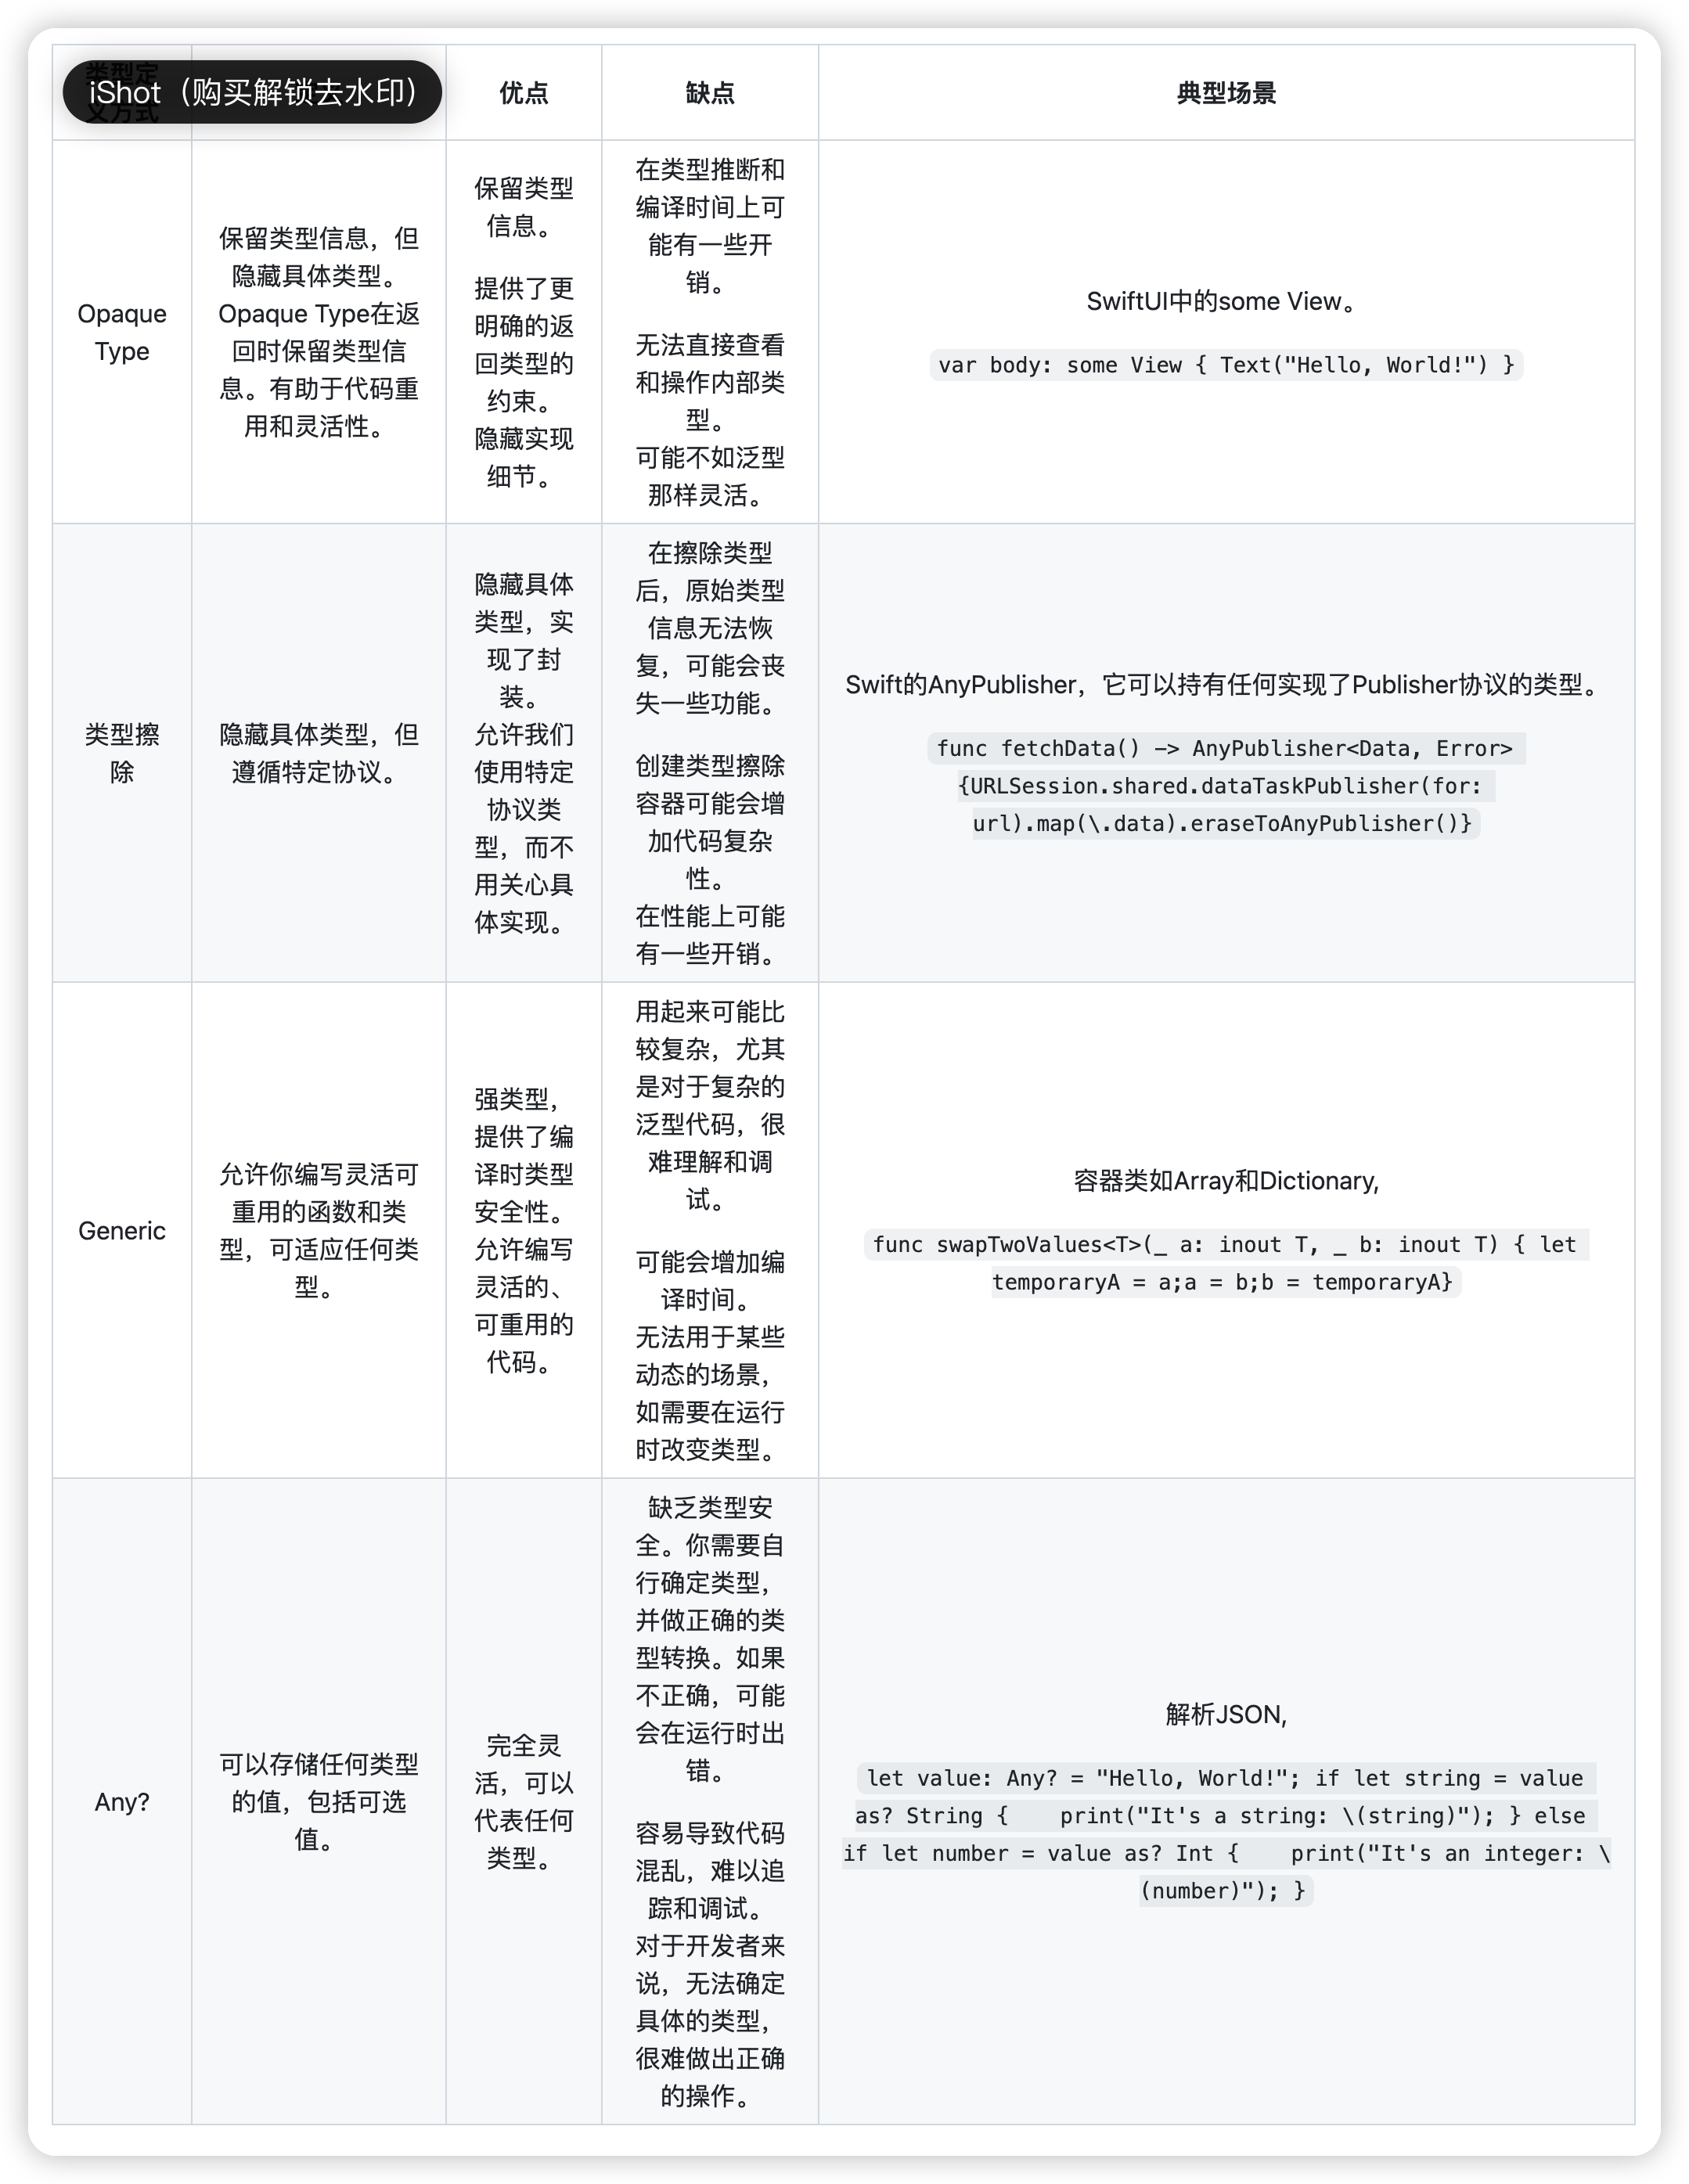 iShot（购买解锁去水印）
类型定
义方式
优点
缺点
典型场景
Opaque
Type
保留类型信息，但
隐藏具体类型。
Opaque Type在返
回时保留类型信
息。有助于代码重
用和灵活性。
保留类型
信息。
提供了更
明确的返
回类型的
约束。
隐藏实现
细节。
在类型推断和
编译时间上可
能有一些开
销。
无法直接查看
和操作内部类
型。
可能不如泛型
那样灵活。
SwiftUI中的some View。
var body: some View { Text("Hello, World!") }
类型擦
除
隐藏具体类型，但
遵循特定协议。
隐藏具体
类型，实
现了封
装。
允许我们
使用特定
协议类
型，而不
用关心具
体实现。
在擦除类型
后，原始类型
信息无法恢
复，可能会丧
失一些功能。
创建类型擦除
容器可能会增
加代码复杂
性。
在性能上可能
有一些开销。
Swift的AnyPublisher，它可以持有任何实现了Publisher协议的类型。
func fetchData() -> AnyPublisher<Data, Error>
{URLSession.shared.dataTaskPublisher(for:
url).map(\.data).eraseToAnyPublisher()}
Generic
允许你编写灵活可
重用的函数和类
型，可适应任何类
型。
强类型，
提供了编
译时类型
安全性。
允许编写
灵活的、
可重用的
代码。
用起来可能比
较复杂，尤其
是对于复杂的
泛型代码，很
难理解和调
试。
可能会增加编
译时间。
无法用于某些
动态的场景，
如需要在运行
时改变类型。
容器类如Array和Dictionary,
func swapTwoValues<T>(_ a: inout T, _ b: inout T) { let
temporaryA = a;a = b;b = temporaryA}
Any?
可以存储任何类型
的值，包括可选
值。
完全灵
活，可以
代表任何
类型。
缺乏类型安
全。你需要自
行确定类型，
并做正确的类
型转换。如果
不正确，可能
会在运行时出
错。
容易导致代码
混乱，难以追
踪和调试。
对于开发者来
说，无法确定
具体的类型，
很难做出正确
的操作。
解析JSON,
let value: Any? = "Hello, World!"; if let string = value
as? String {    print("It's a string: \(string)"); } else
if let number = value as? Int {    print("It's an integer: \
(number)"); }